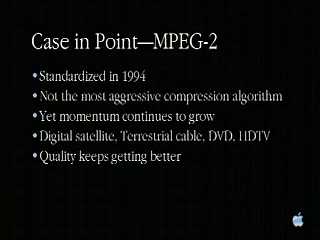 Case in Point—MPEG-2
• Standardized in 1994
• Not the most aggressive compression algorithm
• Yet momentum continues to grow
• Digital satellite, Terrestrial cable, DVD, HDTV
• Quality keeps getting better